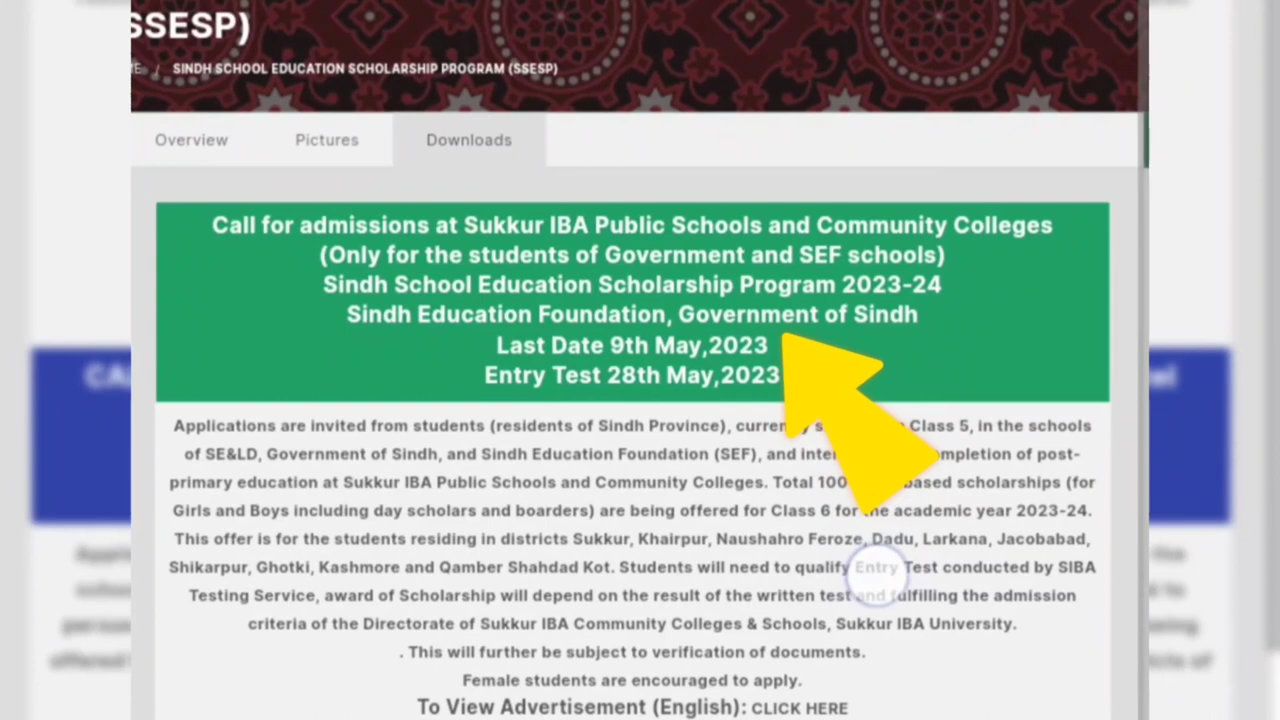 SSESP)
/ SINDH SCHOOL EDUCATION SCHOLARSHIP PROGRAM (SSESP)
Overview Pictures Downloads
Call for admissions at Sukkur IBA Public Schools and Community Colleges
(Only for the students of Government and SEF schools)
Sindh School Education Scholarship Program 2023-24
Sindh Education Foundation, Government of Sindh
Last Date 9th May,2023
Entry Test 28th May,2023
Applications are invited from students (residents of Sindh Province), Class 5, in the schools
of SE&LD, Government of Sindh, and Sindh Education Foundation (SEF), and of post-
primary education at Sukkur IBA Public Schools and Community Colleges. Total 100 scholarships (for
Girls and Boys including day scholars and boarders) are being offered for Class 6 for the academic year 2023-24.
This offer is for the students residing in districts Sukkur, Khairpur, Naushahro Feroze, Dadu, Larkana, Jacobabad,
Shikarpur, Ghotki, Kashmore and Qamber Shahdad Kot. Students will need to qualify Entry Test conducted by SIBA
Testing Service, award of Scholarship will depend on the result of the written test and fulfilling the admission
criteria of the Directorate of Sukkur IBA Community Colleges & Schools, Sukkur IBA University.
. This will further be subject to verification of documents.
Female students are encouraged to apply.
To View Advertisement (English): CLICK HERE